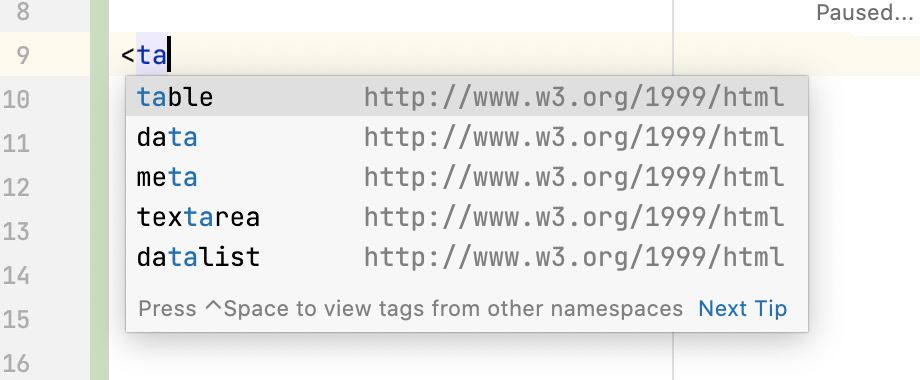 8 Paused...
9 <ta
10 table http://www.w3.org/1999/html
11 data http://www.w3.org/1999/html
12 meta http://www.w3.org/1999/html
13 textarea http://www.w3.org/1999/html
14 datalist http://www.w3.org/1999/html
15 Press ^Space to view tags from other namespaces Next Tip
16